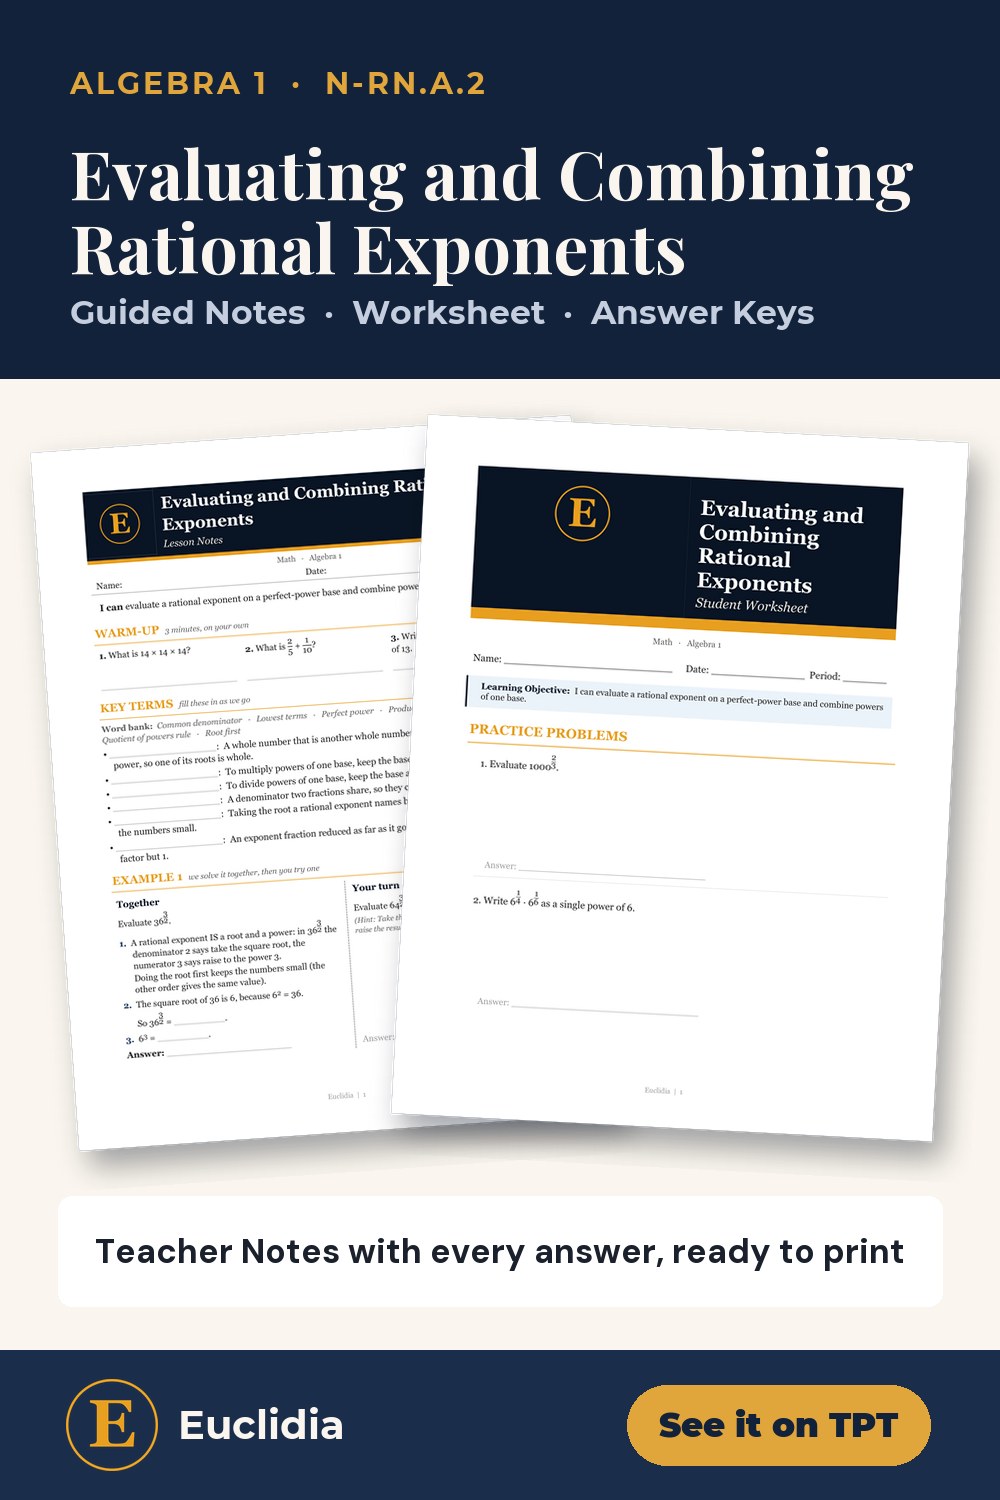 ALGEBRA 1 · N-RN.A.2
Evaluating and Combining
Rational Exponents
Guided Notes · Worksheet · Answer Keys
E
Evaluating and Combining
Exponents
Lesson Notes
Math · Algebra 1
Name:
Date:
I can evaluate a rational exponent on a perfect-power base and combine
WARM-UP 3 minutes, on your own
1. What is 14 × 14 × 14?
2. What is 2/5 + 1/10?
3.
of 13.
KEY TERMS fill these in as we go
Word bank: Common denominator · Lowest terms · Perfect power ·
Quotient of powers rule · Root first
• : A whole number that is another whole number
power, so one of its roots is whole.
• : To multiply powers of one base, keep the base
• : To divide powers of one base, keep the base
• : A denominator two fractions share, so they
• : Taking the root a rational exponent names
the numbers small.
• : An exponent fraction reduced as far as it
factor but 1.
EXAMPLE 1 we solve it together, then you try one
Together
Evaluate 36^(3/2).
1. A rational exponent IS a root and a power: in 36^(3/2) the
denominator 2 says take the square root, the
numerator 3 says raise to the power 3.
Doing the root first keeps the numbers small (the
other order gives the same value).
2. The square root of 36 is 6, because 6² = 36.
So 36^(3/2) = .
3. 6³ = .
Answer:
Your turn
Evaluate
(Hint: Take
raise the
Answer:
Euclidia | 1
E
Evaluating and
Combining
Rational
Exponents
Student Worksheet
Math · Algebra 1
Name: Date: Period:
Learning Objective: I can evaluate a rational exponent on a perfect-power base and combine powers
of one base.
PRACTICE PROBLEMS
1. Evaluate 1000^(2/3).
Answer:
2. Write 6^(1/4) · 6^(1/6) as a single power of 6.
Answer:
Euclidia | 1
Teacher Notes with every answer, ready to print
E
Euclidia
See it on TPT